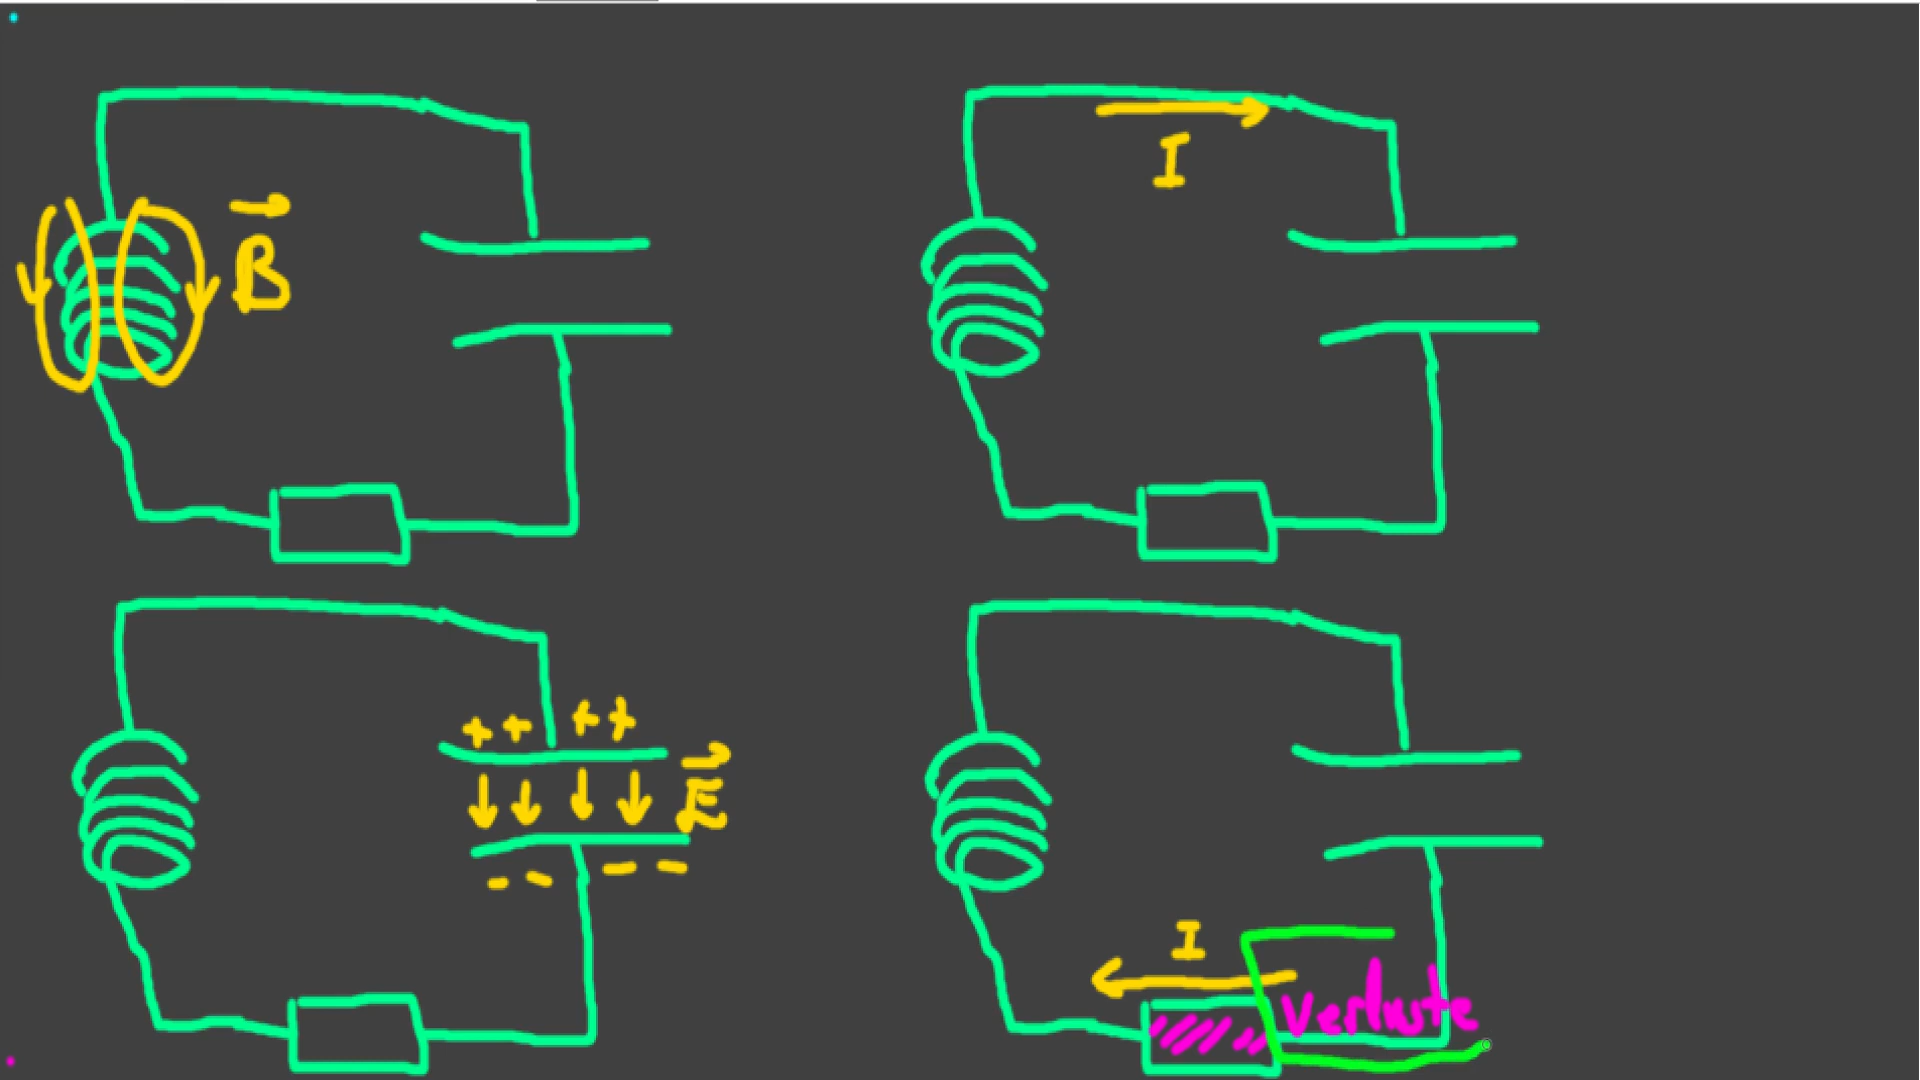 B
I
++ ++
E
-- --
I
Verluste